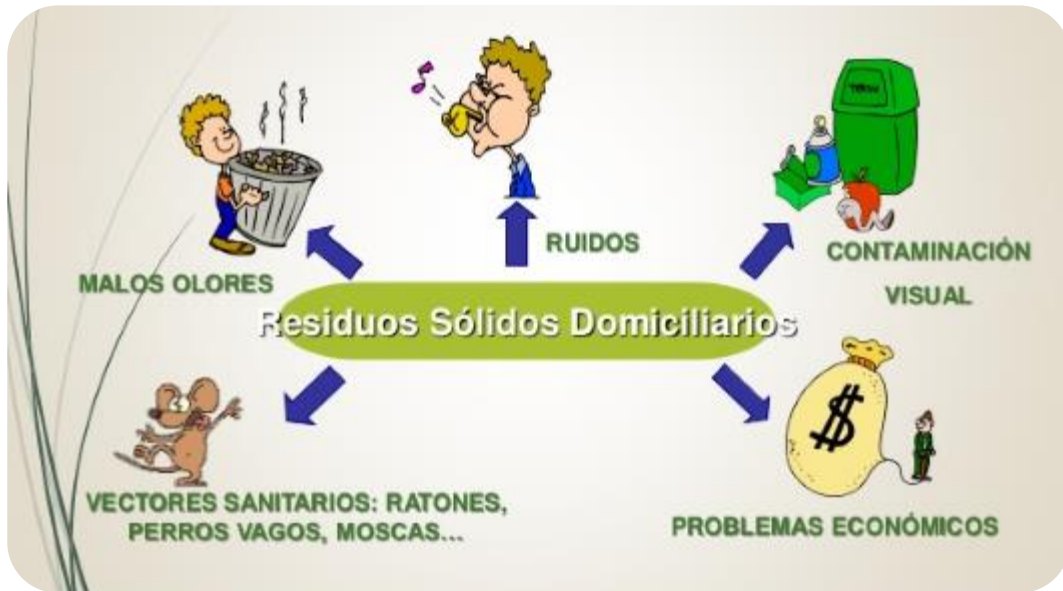 RUIDOS
CONTAMINACIÓN
VISUAL
MALOS OLORES
Residuos Sólidos Domiciliarios
$
VECTORES SANITARIOS: RATONES,
PERROS VAGOS, MOSCAS...
PROBLEMAS ECONÓMICOS